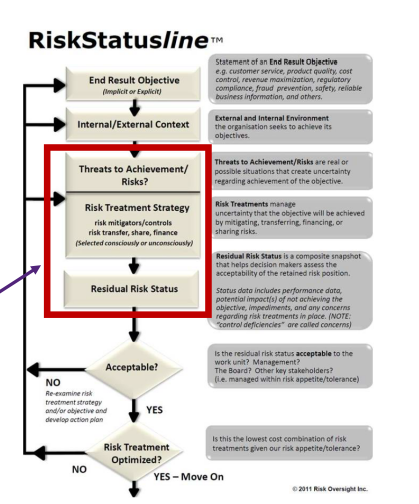 RiskStatusline™
End Result Objective
(Implicit or Explicit)
Statement of an End Result Objective
e.g. customer service, product quality, cost
control, revenue maximization, regulatory
compliance, fraud prevention, safety, reliable
business information, and others.
Internal/External Context
External and Internal Environment
the organisation seeks to achieve its
objectives.
Threats to Achievement/
Risks?
Threats to Achievement/Risks are real or
possible situations that create uncertainty
regarding achievement of the objective.
Risk Treatment Strategy
risk mitigators/controls
risk transfer, share, finance
(Selected consciously or unconsciously)
Risk Treatments manage
uncertainty that the objective will be achieved
by mitigating, transferring, financing, or
sharing risks.
Residual Risk Status
Residual Risk Status is a composite snapshot
that helps decision makers assess the
acceptability of the retained risk position.
Status data includes performance data,
potential impact(s) of not achieving the
objective, impediments, and any concerns
regarding risk treatments in place. (NOTE:
"control deficiencies" are called concerns)
Acceptable?
NO
Re-examine risk
treatment strategy
and/or objective and
develop action plan
YES
Is the residual risk status acceptable to the
work unit? Management?
The Board? Other key stakeholders?
(i.e. managed within risk appetite/tolerance)
Risk Treatment
Optimized?
NO
YES – Move On
Is this the lowest cost combination of risk
treatments given our risk appetite/tolerance?
© 2011 Risk Oversight Inc.